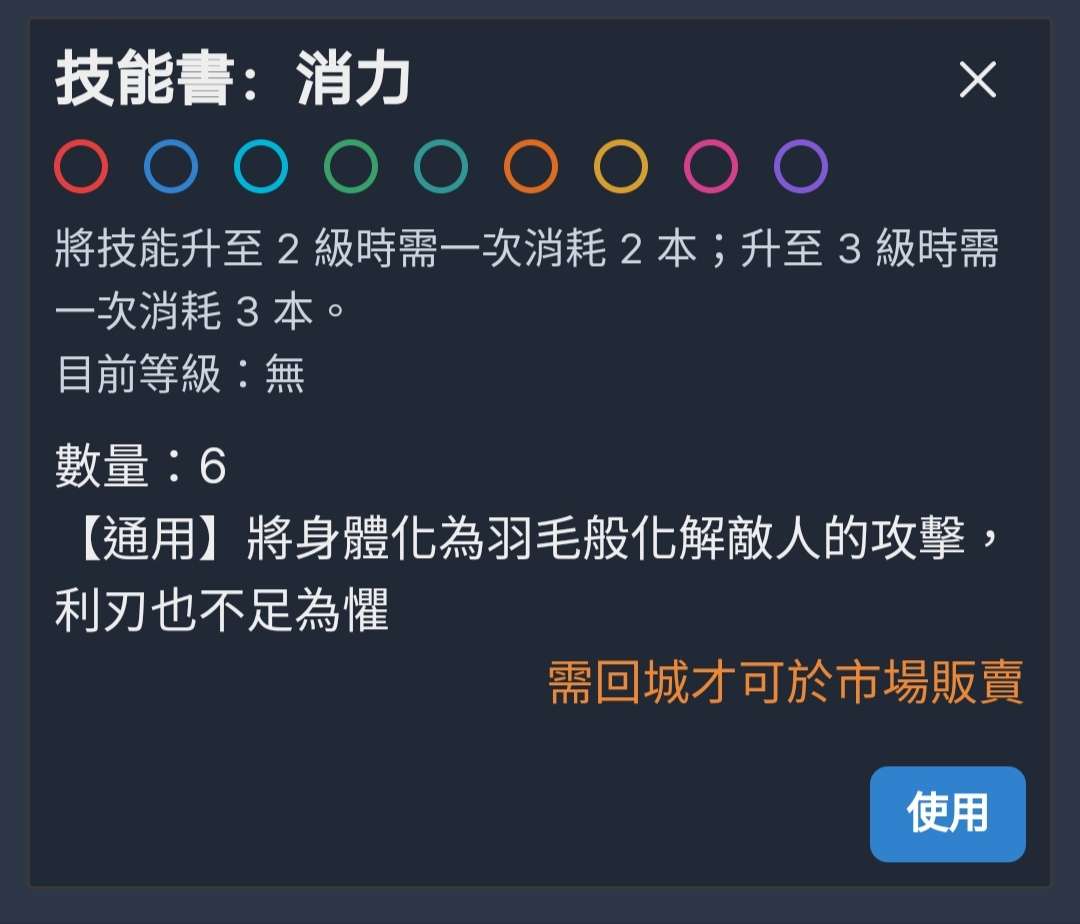 技能書：消力
將技能升至 2 級時需一次消耗 2 本；升至 3 級時需
一次消耗 3 本。
目前等級：無
數量：6
【通用】將身體化為羽毛般化解敵人的攻擊，
利刃也不足為懼
需回城才可於市場販賣
使用